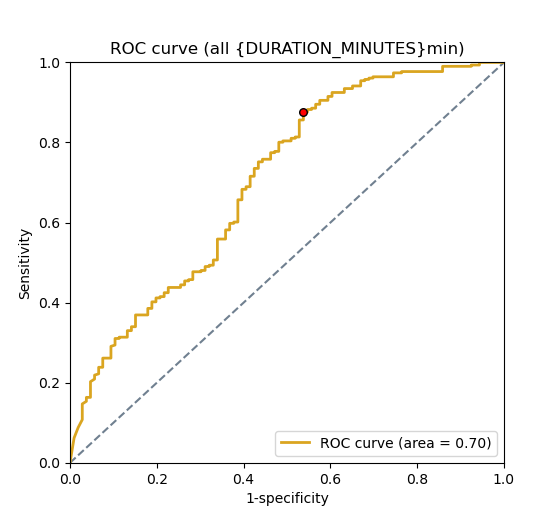 ROC curve (all {DURATION_MINUTES}min)
1.0
0.8
0.6
0.4
0.2
0.0
Sensitivity
0.0 0.2 0.4 0.6 0.8 1.0
1-specificity
ROC curve (area = 0.70)